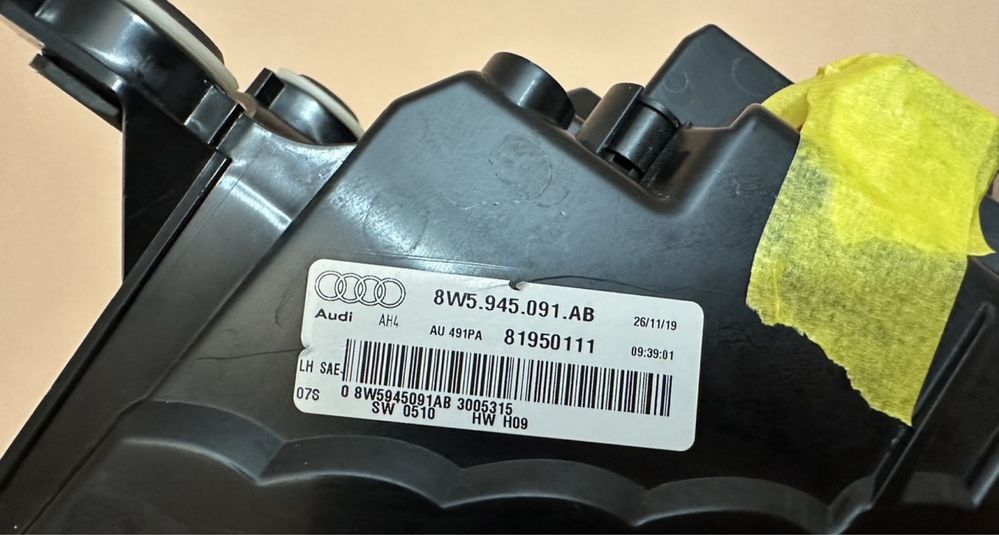 8W5.945.091.AB 26/11/19
Audi AH4 AU 491PA 81950111 09:39:01
LH SAE
07S 0 8W5945091AB 3005315
SW 0510 HW H09